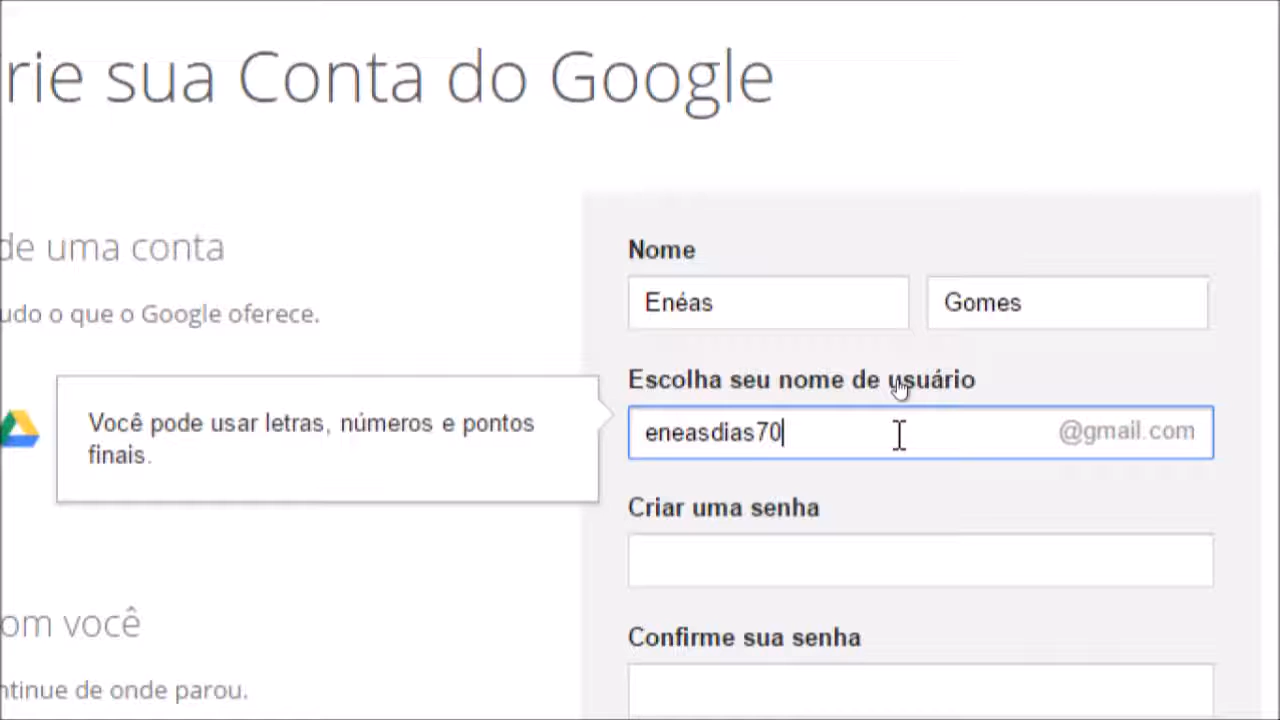 rie sua Conta do Google
de uma conta
udo o que o Google oferece.
Você pode usar letras, números e pontos
finais.
om você
ntinue de onde parou.
Nome
Enéas Gomes
Escolha seu nome de usuário
eneasdias70 @gmail.com
Criar uma senha
Confirme sua senha